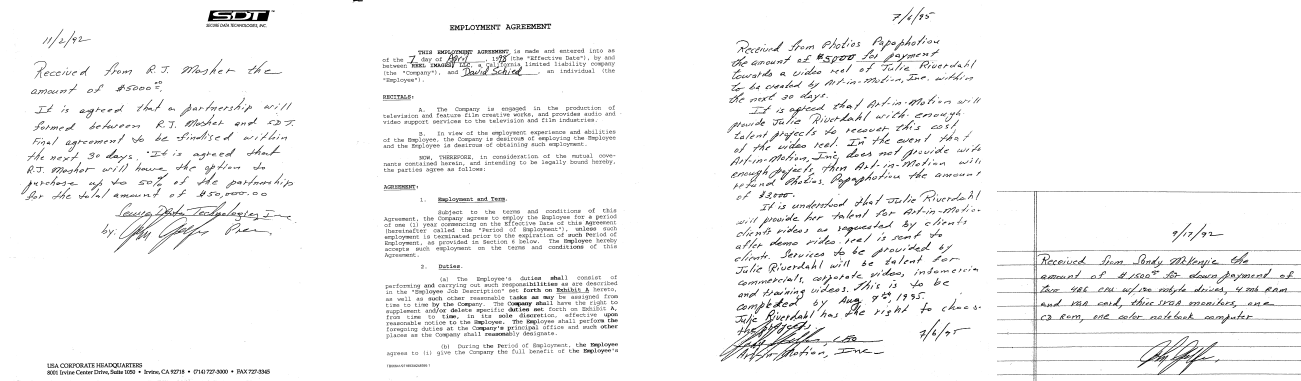 SDT
SECURE DATA TECHNOLOGIES, INC.
11/2/92
Received from R.J. Mosher the
amount of $5000.00.
It is agreed that a partnership will
formed between R.J. Mosher and SDT.
Final agreement to be finalised within
the next 30 days. It is agreed that
R.J. Mosher will have the option to
purchase up to 50% of the partnership
for the total amount of $50,000.00
Secure Data Technologies Inc.
by: Pres.
USA CORPORATE HEADQUARTERS
8001 Irvine Center Drive, Suite 1050 • Irvine, CA 92718 • (714) 727-3000 • FAX 727-3345
EMPLOYMENT AGREEMENT
THIS EMPLOYMENT AGREEMENT is made and entered into as
of the 7 day of April, 1998 (the "Effective Date"), by and
between REEL IMAGES LLC, a California limited liability company
(the "Company"), and David Schied, an individual (the
"Employee").
RECITALS:
A. The Company is engaged in the production of
television and feature film creative works, and provides audio and
video support services to the television and film industries.
B. In view of the employment experience and abilities
of the Employee, the Company is desirous of employing the Employee
and the Employee is desirous of obtaining such employment.
NOW, THEREFORE, in consideration of the mutual cove-
nants contained herein, and intending to be legally bound hereby,
the parties agree as follows:
AGREEMENT:
1. Employment and Term.
Subject to the terms and conditions of this
Agreement, the Company agrees to employ the Employee for a period
of one (1) year commencing on the Effective Date of this Agreement
(hereinafter called the "Period of Employment"), unless such
employment is terminated prior to the expiration of such Period of
Employment, as provided in Section 6 below. The Employee hereby
accepts such employment on the terms and conditions of this
Agreement.
2. Duties.
(a) The Employee's duties shall consist of
performing and carrying out such responsibilities as are described
in the "Employee Job Description" set forth on Exhibit A hereto,
as well as such other reasonable tasks as may be assigned from
time to time by the Company. The Company shall have the right to
supplement and/or delete specific duties set forth on Exhibit A,
from time to time, in its sole discretion, effective upon
reasonable notice to the Employee. The Employee shall perform the
foregoing duties at the Company's principal office and such other
places as the Company shall reasonably designate.
(b) During the Period of Employment, the Employee
agrees to (i) give the Company the full benefit of the Employee's
7/6/95
Received from Photios Papaphotiou
the amount of $5000 for payment
towards a video reel of Julie Riverdahl
to be created by Art-in-Motion, Inc. within
the next 30 days.
It is agreed that Art-in-Motion will
provide Julie Riverdahl with enough
talent projects to recover this cost
of the video reel. In the event that
Art-in-Motion, Inc, does not provide with
enough projects, then Art-in-Motion will
refund Photios Papaphotiou the amount
of $3,000.
It is understood that Julie Riverdahl
will provide her talent for Art-in-Motion
clients videos as requested by clients
after demo video reel is sent to
clients. Services to be provided by
Julie Riverdahl will be talent for
commercials, corporate videos, infomercia
and training videos. This is to be
completed by Aug 7th, 1995.
Julie Riverdahl has the right to choose
the projects.
7/6/95
Art-in-Motion, Inc
9/17/92
Received from Sandy McKenzie the
amount of $1500.00 for down payment of
two 486 cpu w/120 mbyte drives, 4 mb RAM
and VGA card, three SVGA monitors, one
CD ROM, one color notebook computer